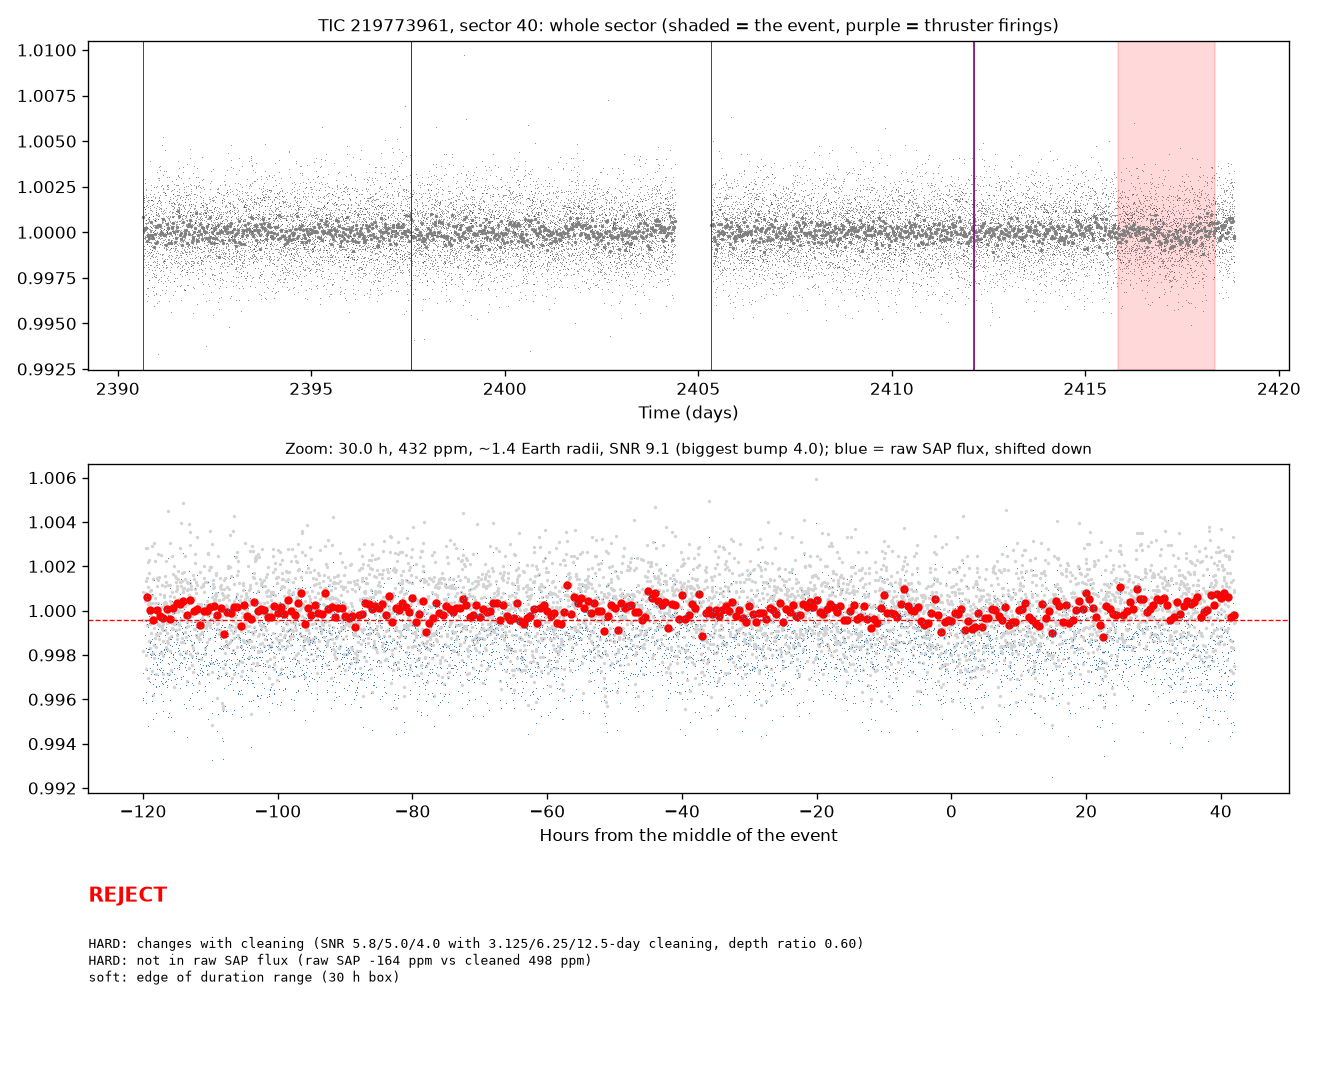 TIC 219773961, sector 40: whole sector (shaded = the event, purple = thruster firings)
1.0100
1.0075
1.0050
1.0025
1.0000
0.9975
0.9950
0.9925
2390 2395 2400 2405 2410 2415 2420
Time (days)
Zoom: 30.0 h, 432 ppm, ~1.4 Earth radii, SNR 9.1 (biggest bump 4.0); blue = raw SAP flux, shifted down
1.006
1.004
1.002
1.000
0.998
0.996
0.994
0.992
−120 −100 −80 −60 −40 −20 0 20 40
Hours from the middle of the event
REJECT
HARD: changes with cleaning (SNR 5.8/5.0/4.0 with 3.125/6.25/12.5-day cleaning, depth ratio 0.60)
HARD: not in raw SAP flux (raw SAP -164 ppm vs cleaned 498 ppm)
soft: edge of duration range (30 h box)